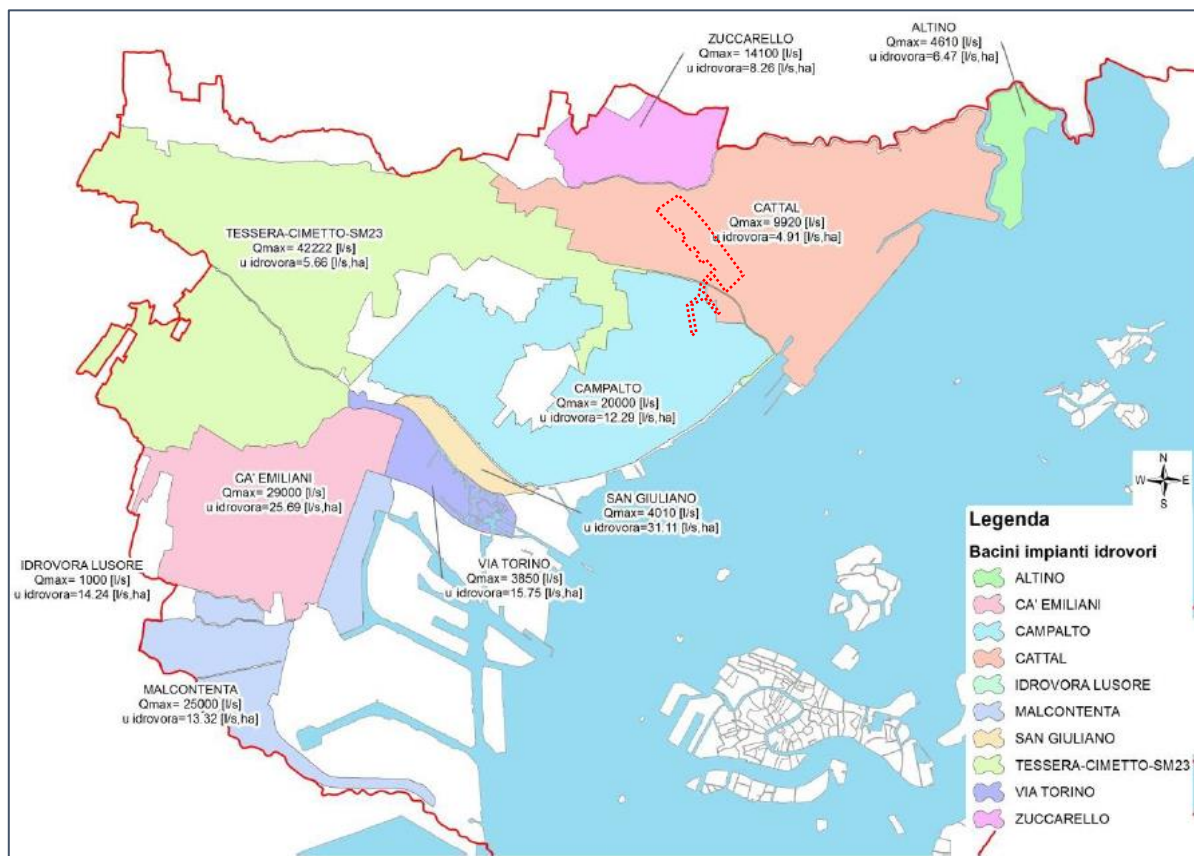 ALTINO
Qmax= 4610 [l/s]
u idrovora=6.47 [l/s,ha]
ZUCCARELLO
Qmax= 14100 [l/s]
u idrovora=8.26 [l/s,ha]
CATTAL
Qmax= 9920 [l/s]
u idrovora=4.91 [l/s,ha]
TESSERA-CIMETTO-SM23
Qmax= 42222 [l/s]
u idrovora=5.66 [l/s,ha]
CAMPALTO
Qmax= 20000 [l/s]
u idrovora=12.29 [l/s,ha]
CA' EMILIANI
Qmax= 29000 [l/s]
u idrovora=25.69 [l/s,ha]
SAN GIULIANO
Qmax= 4010 [l/s]
u idrovora=31.11 [l/s,ha]
IDROVORA LUSORE
Qmax= 1000 [l/s]
u idrovora=14.24 [l/s,ha]
VIA TORINO
Qmax= 3850 [l/s]
u idrovora=15.75 [l/s,ha]
MALCONTENTA
Qmax= 25000 [l/s]
u idrovora=13.32 [l/s,ha]
N
W E
S
Legenda
Bacini impianti idrovori
ALTINO
CA' EMILIANI
CAMPALTO
CATTAL
IDROVORA LUSORE
MALCONTENTA
SAN GIULIANO
TESSERA-CIMETTO-SM23
VIA TORINO
ZUCCARELLO